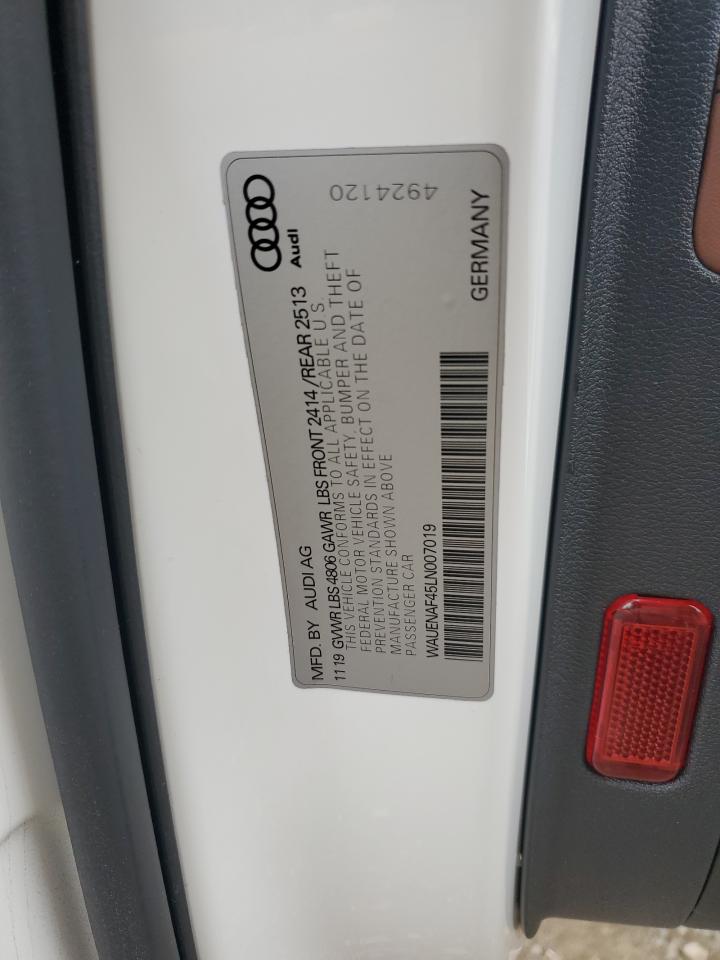 Audi
4924120
MFD. BY AUDI AG
11 19 GVWR LBS 4806 GAWR LBS FRONT 2414 /REAR 2513
THIS VEHICLE CONFORMS TO ALL APPLICABLE U S.
FEDERAL MOTOR VEHICLE SAFETY, BUMPER AND THEFT
PREVENTION STANDARDS IN EFFECT ON THE DATE OF
MANUFACTURE SHOWN ABOVE
PASSENGER CAR
WAUENAF45LN007019
GERMANY